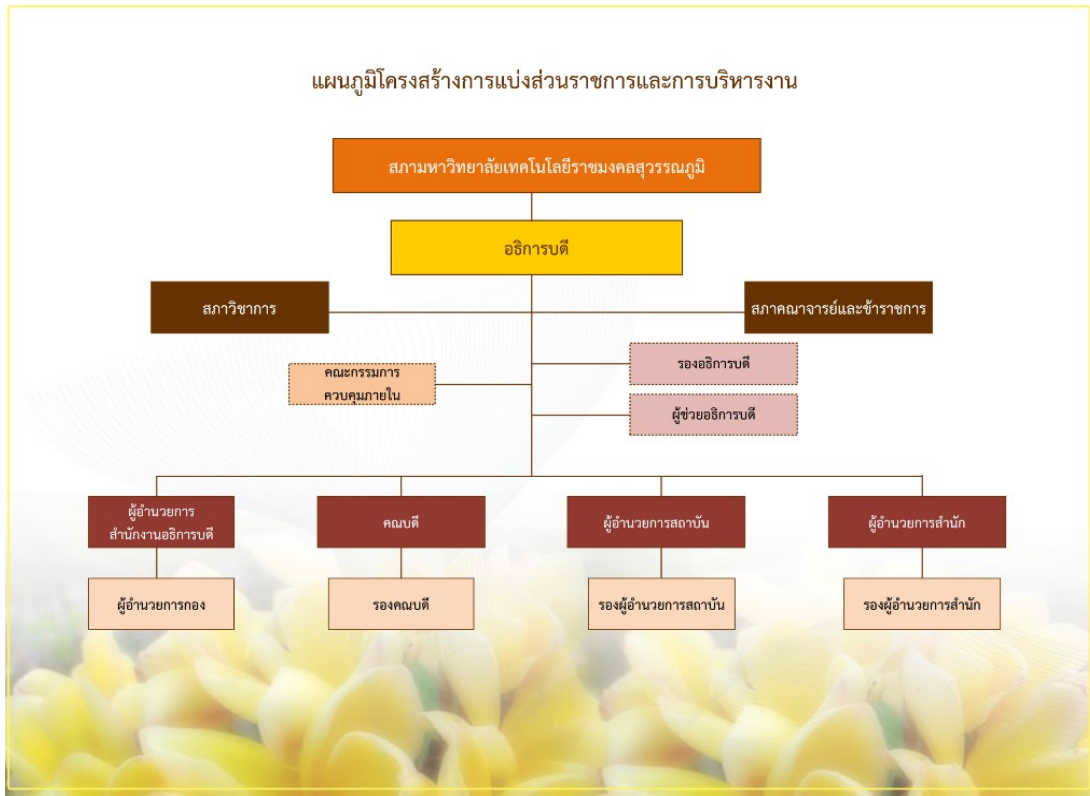 แผนภูมิโครงสร้างการแบ่งส่วนราชการและการบริหารงาน
สภามหาวิทยาลัยเทคโนโลยีราชมงคลสุวรรณภูมิ
อธิการบดี
สภาวิชาการ
สภาคณาจารย์และข้าราชการ
รองอธิการบดี
คณะกรรมการ
ควบคุมภายใน
ผู้ช่วยอธิการบดี
ผู้อำนวยการ
สำนักงานอธิการบดี
คณบดี
ผู้อำนวยการสถาบัน
ผู้อำนวยการสำนัก
ผู้อำนวยการกอง
รองคณบดี
รองผู้อำนวยการสถาบัน
รองผู้อำนวยการสำนัก